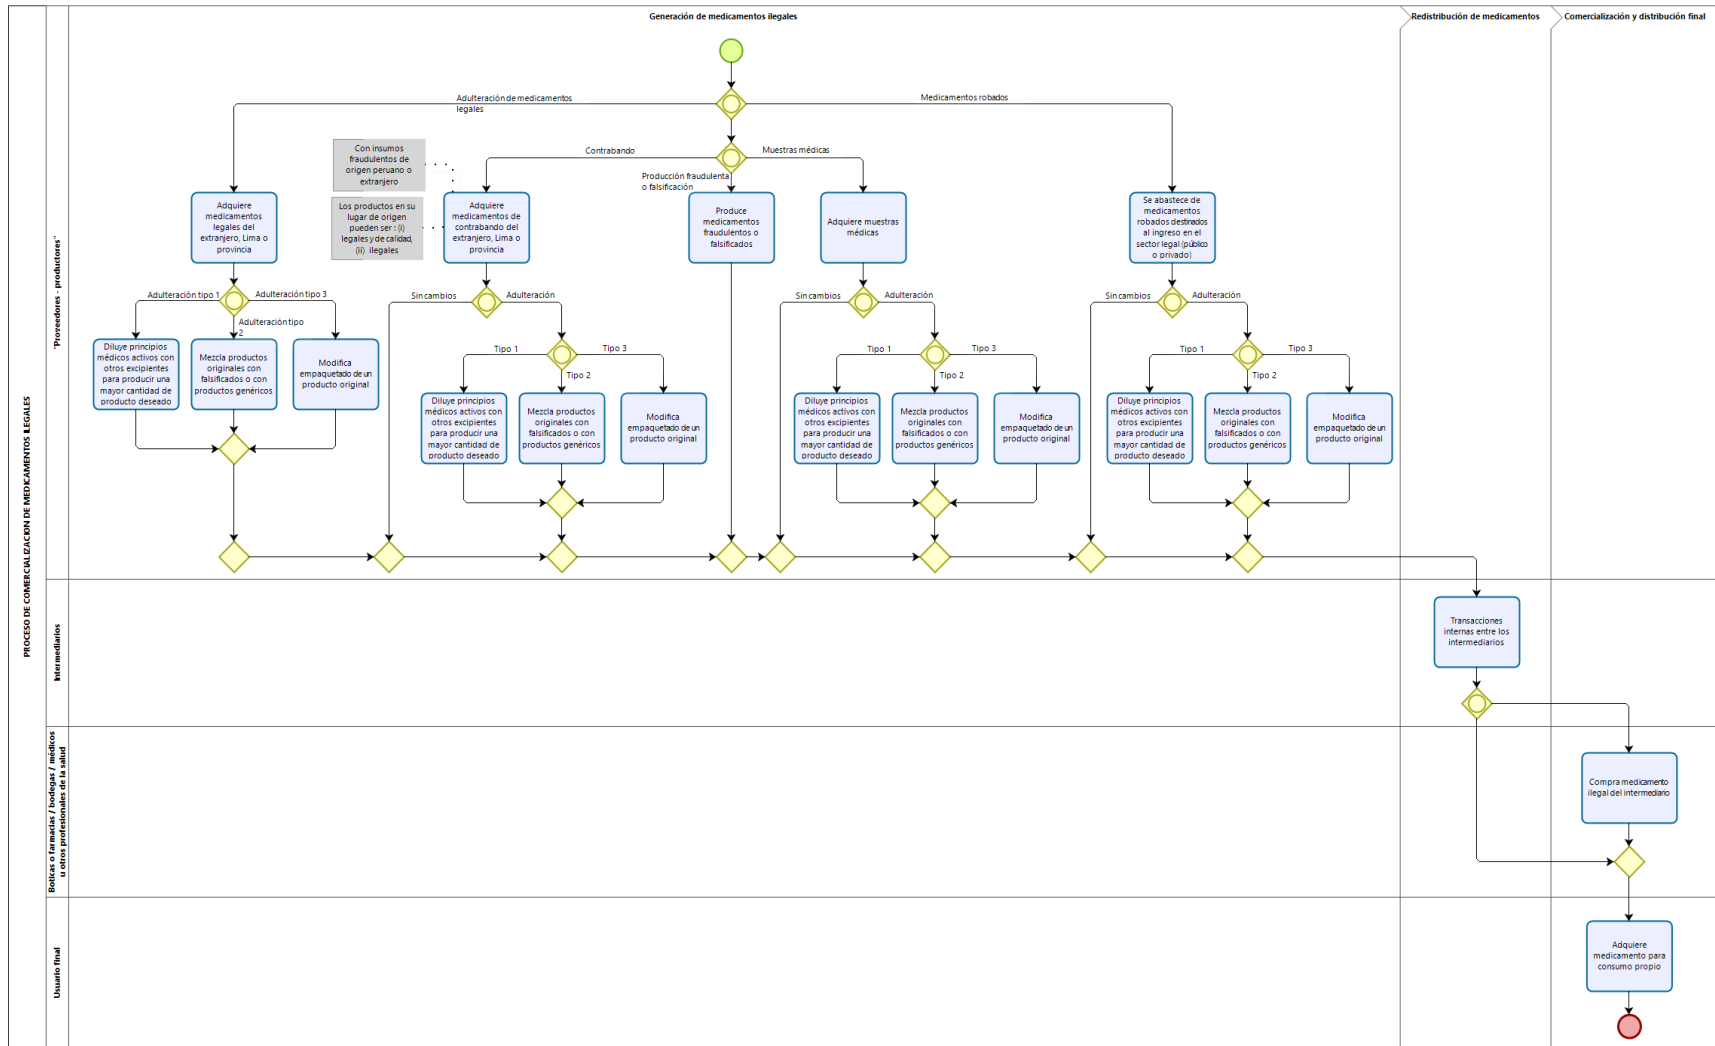 Generación de medicamentos ilegales
Redistribución de medicamentos
Comercialización y distribución final
PROCESO DE COMERCIALIZACION DE MEDICAMENTOS ILEGALES
"Proveedores - productores"
Adulteración de medicamentos
legales
Medicamentos robados
Contrabando
Muestras médicas
Producción fraudulenta
o falsificación
Con insumos
fraudulentos de
origen peruano o
extranjero
Los productos en su
lugar de origen
pueden ser : (i)
legales y de calidad,
(ii) ilegales
Adquiere
medicamentos
legales del
extranjero, Lima o
provincia
Adquiere
medicamentos de
contrabando del
extranjero, Lima o
provincia
Produce
medicamentos
fraudulentos o
falsificados
Adquiere muestras
médicas
Se abastece de
medicamentos
robados destinados
al ingreso en el
sector legal (público
o privado)
Adulteración tipo 1
Adulteración tipo 3
Adulteración tipo
2
Sin cambios
Adulteración
Sin cambios
Adulteración
Sin cambios
Adulteración
Diluye principios
médicos activos con
otros excipientes
para producir una
mayor cantidad de
producto deseado
Mezcla productos
originales con
falsificados o con
productos genéricos
Modifica
empaquetado de un
producto original
Tipo 1
Tipo 3
Tipo 2
Tipo 1
Tipo 3
Tipo 2
Tipo 1
Tipo 3
Tipo 2
Diluye principios
médicos activos con
otros excipientes
para producir una
mayor cantidad de
producto deseado
Mezcla productos
originales con
falsificados o con
productos genéricos
Modifica
empaquetado de un
producto original
Diluye principios
médicos activos con
otros excipientes
para producir una
mayor cantidad de
producto deseado
Mezcla productos
originales con
falsificados o con
productos genéricos
Modifica
empaquetado de un
producto original
Diluye principios
médicos activos con
otros excipientes
para producir una
mayor cantidad de
producto deseado
Mezcla productos
originales con
falsificados o con
productos genéricos
Modifica
empaquetado de un
producto original
Intermediarios
Transacciones
internas entre los
intermediarios
Boticas o farmacias / bodegas / médicos
u otros profesionales de la salud
Compra medicamento
ilegal del intermediario
Usuario final
Adquiere
medicamento para
consumo propio